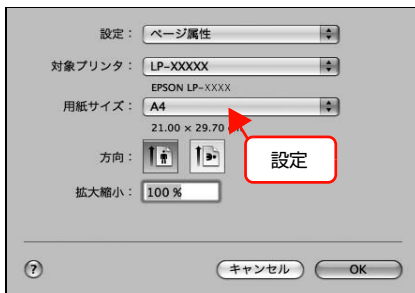 設定： ページ属性
対象プリンタ： LP-XXXXX
EPSON LP-XXXX
用紙サイズ： A4
21.00 × 29.70
設定
方向：
拡大縮小： 100 %
?
キャンセル OK